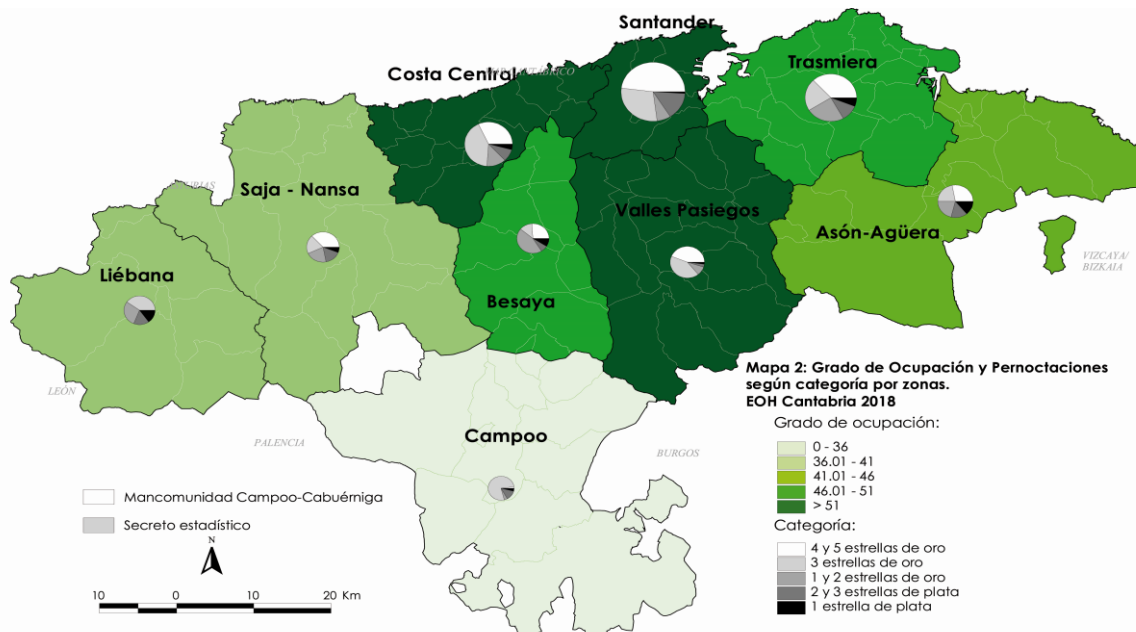 Santander
Costa Central
Trasmiera
Saja - Nansa
Valles Pasiegos
Asón-Agüera
VIZCAYA/
BIZKAIA
Liébana
Besaya
LEÒN
PALENCIA
Campoo
BURGOS
Mapa 2: Grado de Ocupación y Pernoctaciones
según categoría por zonas.
EOH Cantabria 2018
Grado de ocupación:
0 - 36
36.01 - 41
41.01 - 46
46.01 - 51
> 51
Categoría:
4 y 5 estrellas de oro
3 estrellas de oro
1 y 2 estrellas de oro
2 y 3 estrellas de plata
1 estrella de plata
Mancomunidad Campoo-Cabuérniga
Secreto estadístico
N
10 0 10 20 Km